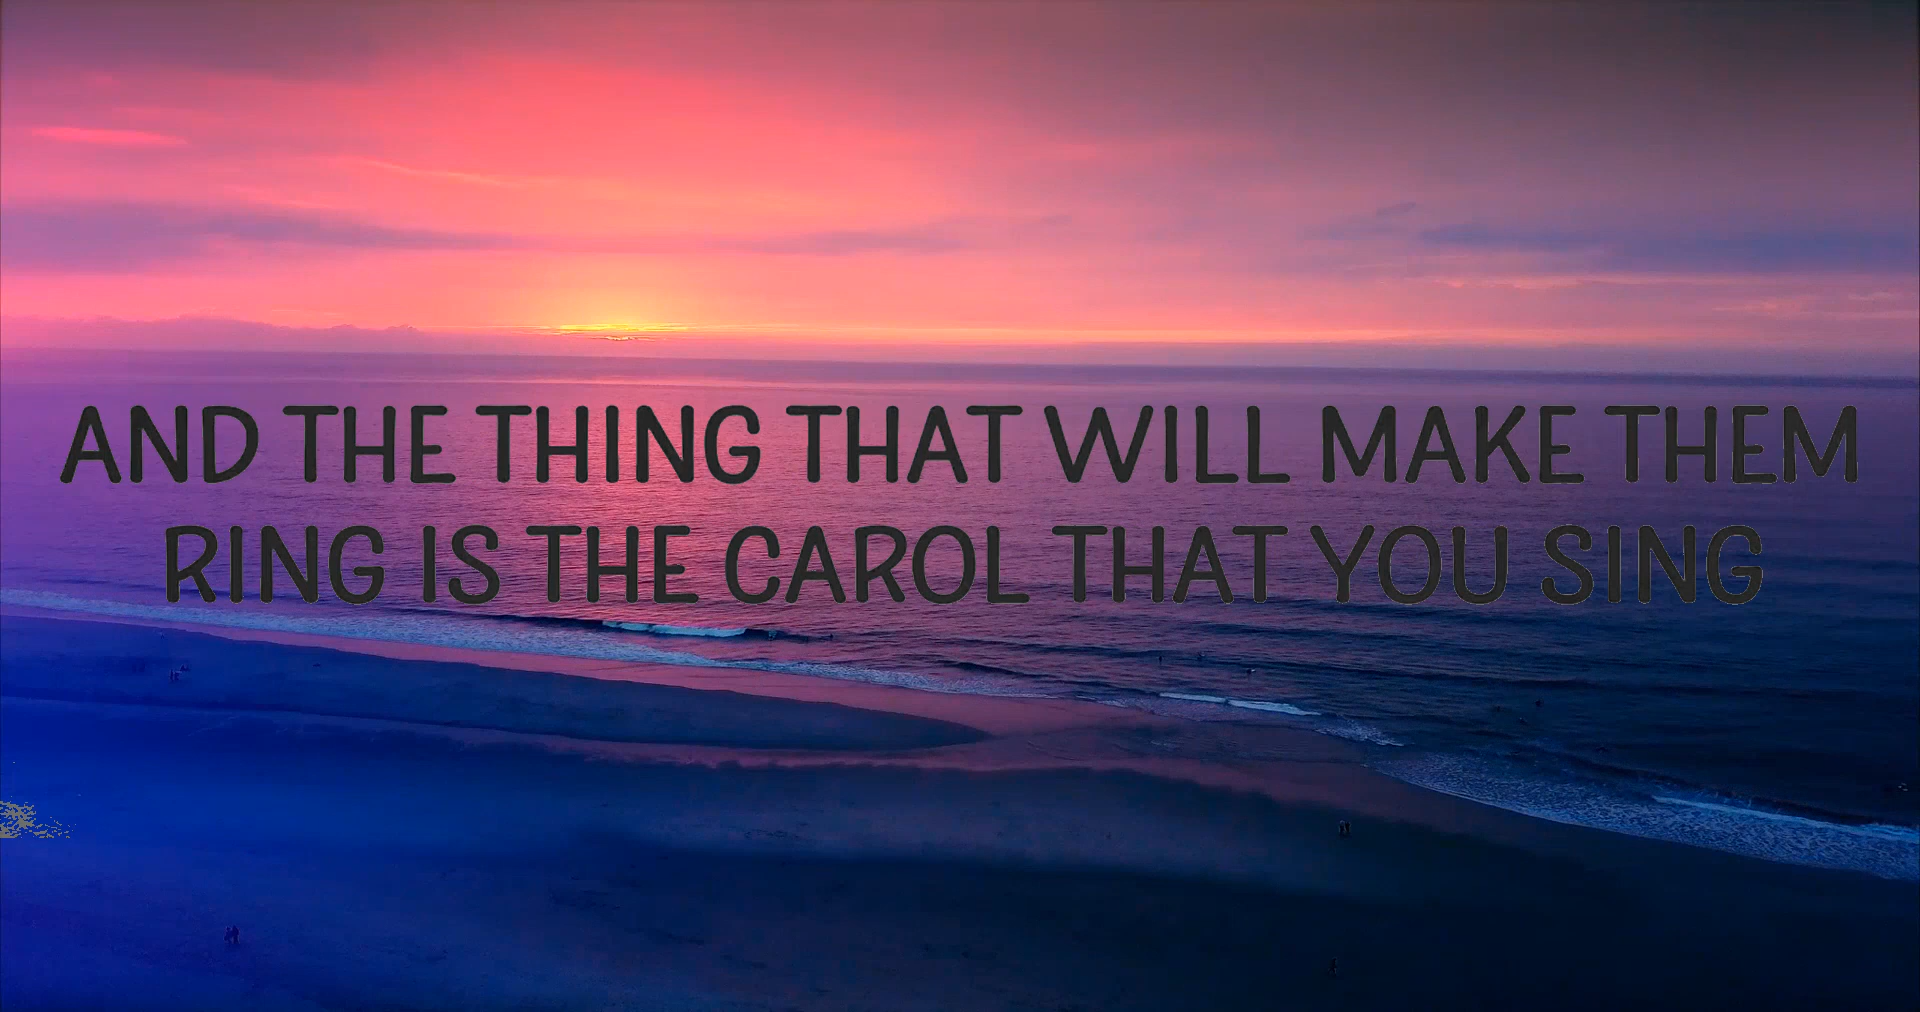 AND THE THING THAT WILL MAKE THEM
RING IS THE CAROL THAT YOU SING